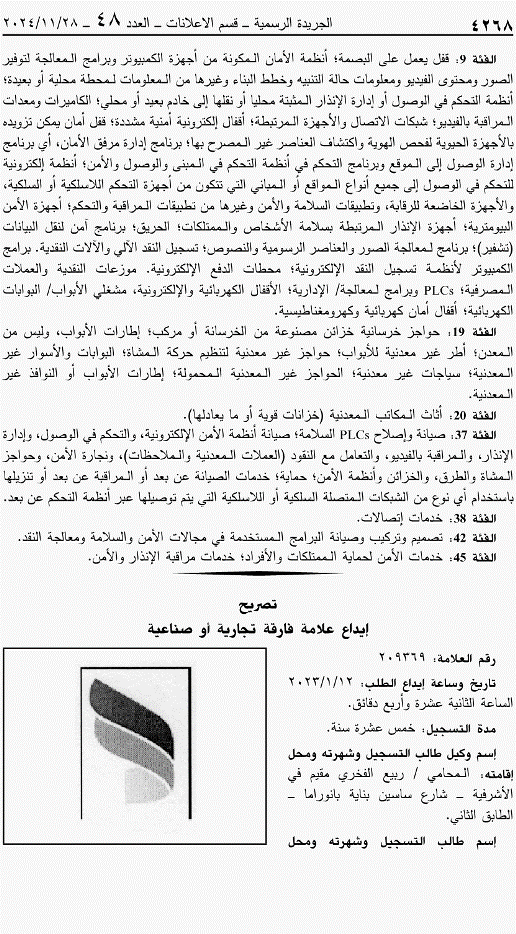 ٤٢٦٨ الجريدة الرسمية ـ قسم الاعلانات ـ العدد ٤٨ ـ ٢٠٢٤/١١/٢٨
الفئة 9: قفل يعمل على البصمة؛ أنظمة الأمان المكونة من أجهزة الكمبيوتر وبرامج المعالجة لتوفير
الصور ومحتوى الفيديو ومعلومات حالة التنبيه وخطط البناء وغيرها من المعلومات لمحطة محلية أو بعيدة؛
أنظمة التحكم في الوصول أو إدارة الإنذار المثبتة محليا أو نقلها إلى خادم بعيد أو محلي؛ الكاميرات ومعدات
المراقبة بالفيديو؛ شبكات الاتصال والأجهزة المرتبطة؛ أقفال إلكترونية أمنية مشددة؛ قفل أمان يمكن تزويده
بالأجهزة الحيوية لفحص الهوية واكتشاف العناصر غير المصرح بها؛ برنامج إدارة مرفق الأمان، أي برنامج
إدارة الوصول إلى الموقع وبرنامج التحكم في أنظمة التحكم في المبنى والوصول والأمن؛ أنظمة إلكترونية
للتحكم في الوصول إلى جميع أنواع المواقع أو المباني التي تتكون من أجهزة التحكم اللاسلكية أو السلكية،
والأجهزة الخاضعة للرقابة، وتطبيقات السلامة والأمن وغيرها من تطبيقات المراقبة والتحكم؛ أجهزة الأمن
البيومترية؛ أجهزة الإنذار المرتبطة بسلامة الأشخاص والممتلكات؛ الحريق؛ برنامج آمن لنقل البيانات
(تشفير)؛ برنامج لمعالجة الصور والعناصر الرسومية والنصوص؛ تسجيل النقد الآلي والآلات النقدية. برامج
الكمبيوتر لأنظمة تسجيل النقد الإلكترونية؛ محطات الدفع الإلكترونية. موزعات النقدية والعملات
المصرفية؛ PLCs وبرامج لمعالجة/ الإدارية؛ الأقفال الكهربائية والإلكترونية، مشغلي الأبواب/ البوابات
الكهربائية؛ أقفال أمان كهربائية وكهرومغناطيسية.
الفئة 19: حواجز خرسانية خزائن مصنوعة من الخرسانة أو مركب؛ إطارات الأبواب، وليس من
المعدن؛ أطر غير معدنية للأبواب؛ حواجز غير معدنية لتنظيم حركة المشاة؛ البوابات والأسوار غير
المعدنية؛ سياجات غير معدنية؛ الحواجز غير المعدنية المحمولة؛ إطارات الأبواب أو النوافذ غير
المعدنية.
الفئة 20: أثاث المكاتب المعدنية (خزانات قوية أو ما يعادلها).
الفئة 37: صيانة وإصلاح PLCs السلامة؛ صيانة أنظمة الأمن الإلكترونية، والتحكم في الوصول، وإدارة
الإنذار، والمراقبة بالفيديو، والتعامل مع النقود (العملات المعدنية والملاحظات)، ونجارة الأمن، وحواجز
المشاة والطرق، والخزائن وأنظمة الأمن؛ حماية؛ خدمات الصيانة عن بعد أو المراقبة عن بعد أو تنزيلها
باستخدام أي نوع من الشبكات المتصلة السلكية أو اللاسلكية التي يتم توصيلها عبر أنظمة التحكم عن بعد.
الفئة 38: خدمات إتصالات.
الفئة 42: تصميم وتركيب وصيانة البرامج المستخدمة في مجالات الأمن والسلامة ومعالجة النقد.
الفئة 45: خدمات الأمن لحماية الممتلكات والأفراد؛ خدمات مراقبة الإنذار والأمن.
تصريح
إيداع علامة فارقة تجارية أو صناعية
رقم العلامة: ٢٠٩٣٦٩
تاريخ وساعة إيداع الطلب: ٢٠٢٣/١/١٢
الساعة الثانية عشرة وأربع دقائق.
مدة التسجيل: خمس عشرة سنة.
إسم وكيل طالب التسجيل وشهرته ومحل
إقامته: المحامي / ربيع الفخري مقيم في
الأشرفية ـ شارع ساسين بناية بانوراما ـ
الطابق الثاني.
إسم طالب التسجيل وشهرته ومحل